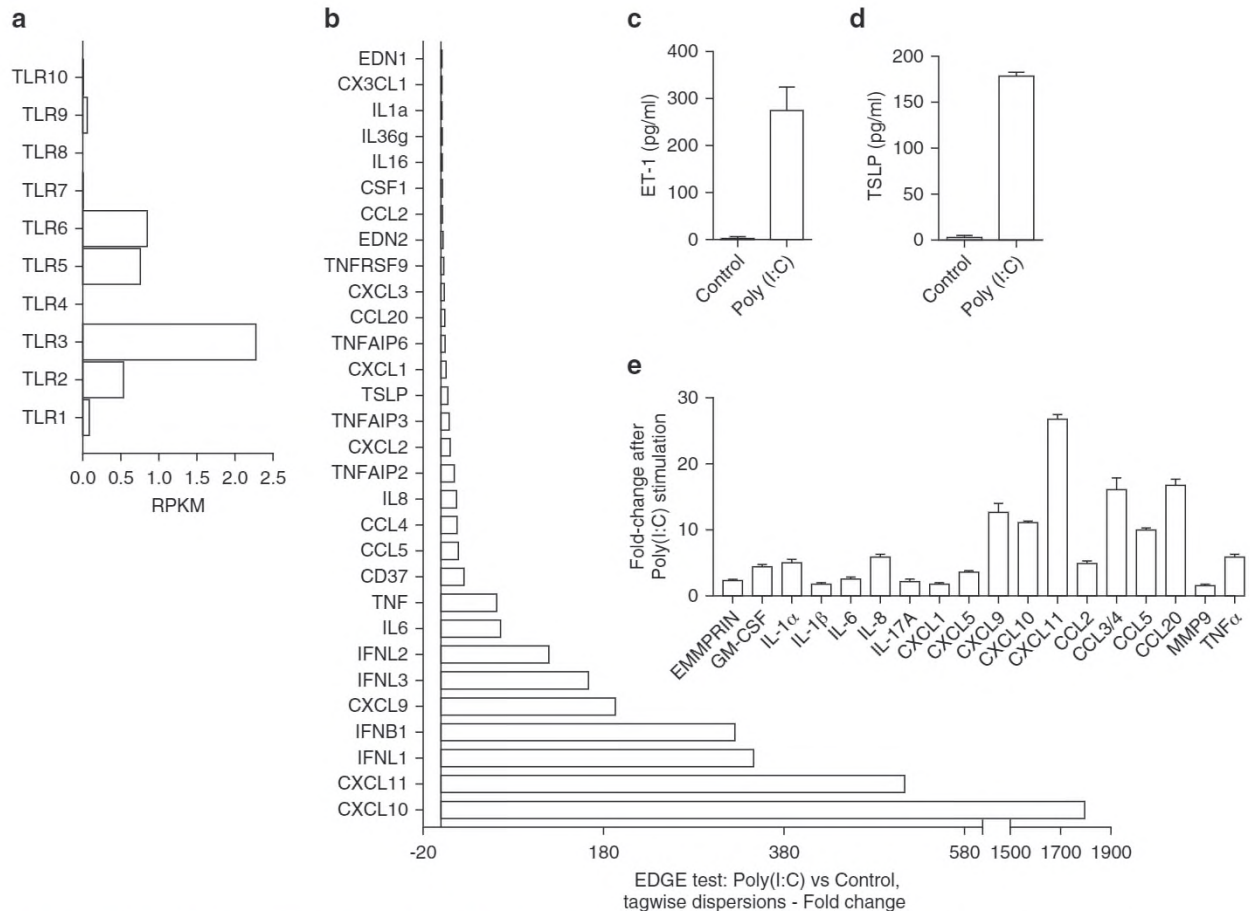 a
TLR10
TLR9
TLR8
TLR7
TLR6
TLR5
TLR4
TLR3
TLR2
TLR1
0.0 0.5 1.0 1.5 2.0 2.5
RPKM
b
EDN1
CX3CL1
IL1a
IL36g
IL16
CSF1
CCL2
EDN2
TNFRSF9
CXCL3
CCL20
TNFAIP6
CXCL1
TSLP
TNFAIP3
CXCL2
TNFAIP2
IL8
CCL4
CCL5
CD37
TNF
IL6
IFNL2
IFNL3
CXCL9
IFNB1
IFNL1
CXCL11
CXCL10
-20 180 380 580 1500 1700 1900
EDGE test: Poly(I:C) vs Control,
tagwise dispersions - Fold change
c
ET-1 (pg/ml)
400
300
200
100
0
Control
Poly (I:C)
d
TSLP (pg/ml)
200
150
100
50
0
Control
Poly (I:C)
e
Fold-change after
Poly(I:C) stimulation
30
20
10
0
EMMPRIN
GM-CSF
IL-1α
IL-1β
IL-6
IL-8
IL-17A
CXCL1
CXCL5
CXCL9
CXCL10
CXCL11
CCL2
CCL3/4
CCL5
CCL20
MMP9
TNFα